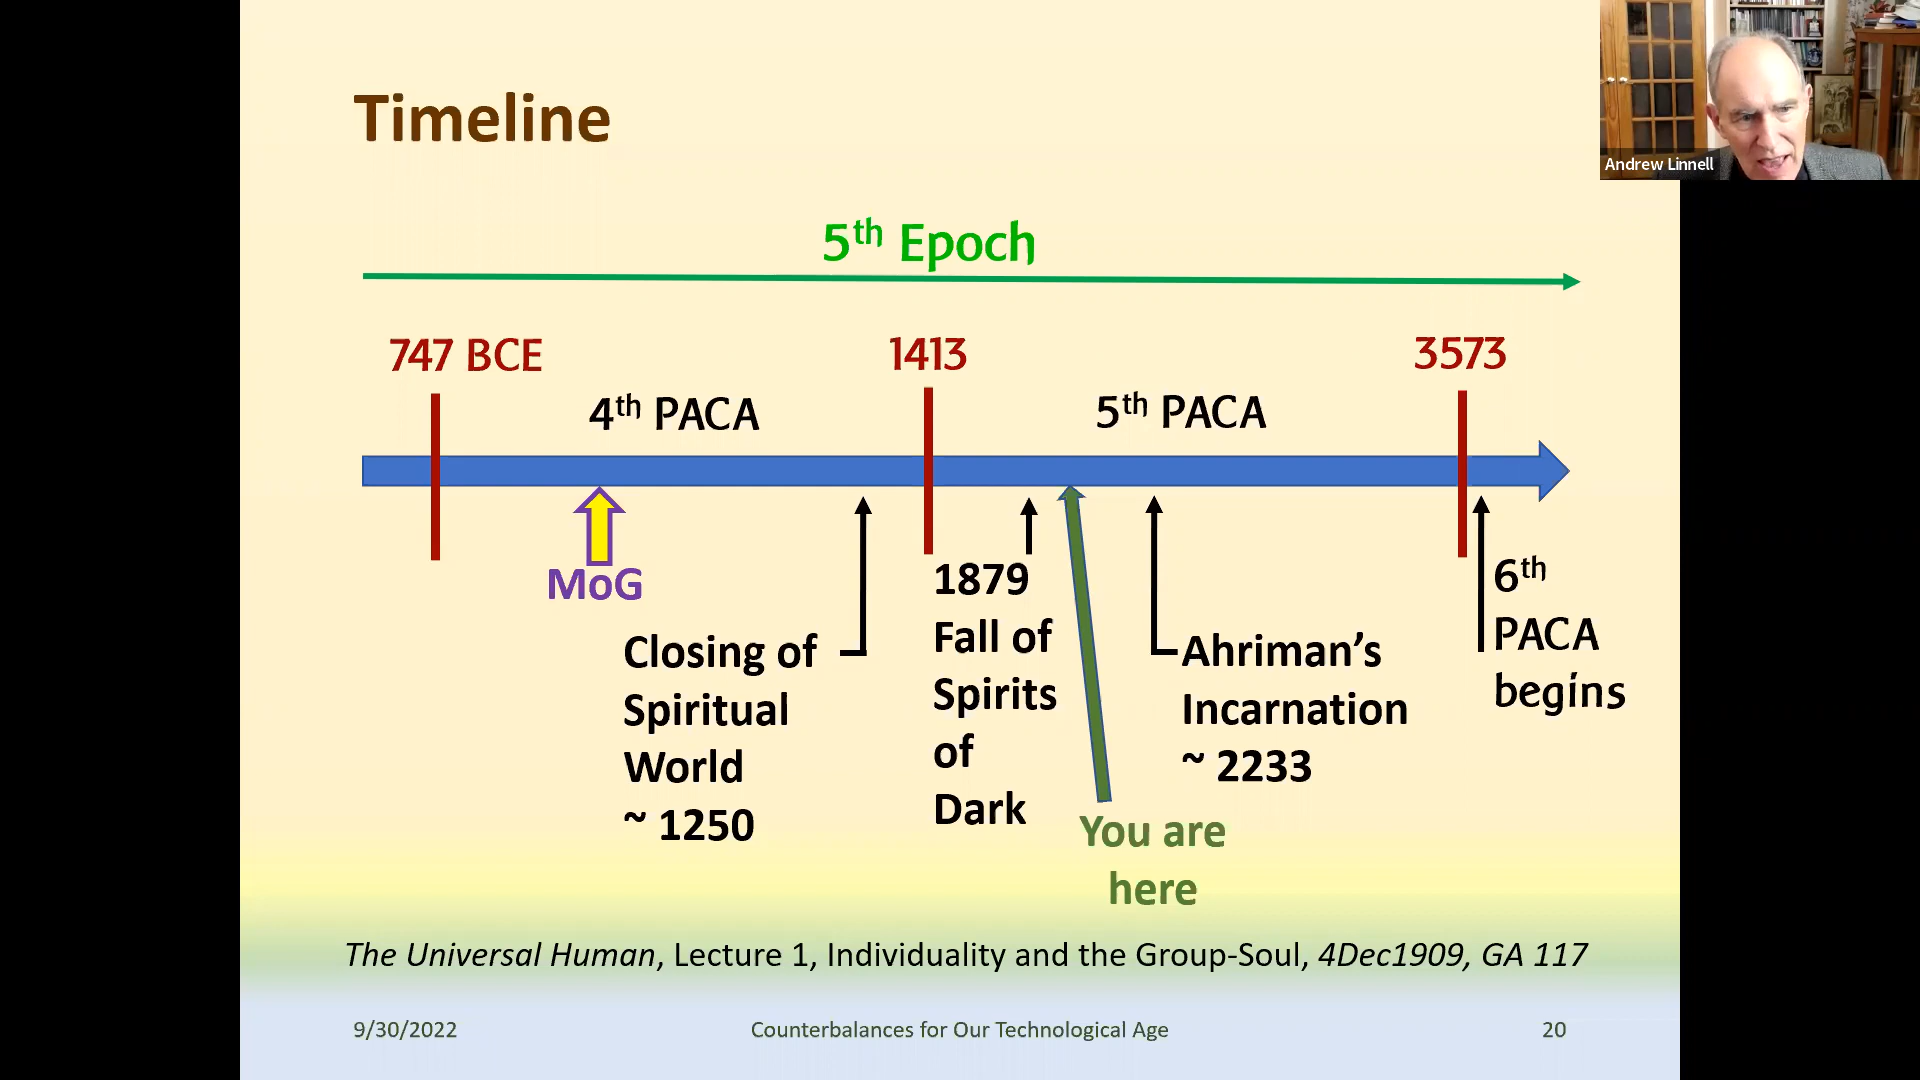 Timeline
Andrew Linnell
5th Epoch
747 BCE
1413
3573
4th PACA
5th PACA
MoG
Closing of
Spiritual
World
~ 1250
1879
Fall of
Spirits
of
Dark
You are
here
Ahriman’s
Incarnation
~ 2233
6th
PACA
begins
The Universal Human, Lecture 1, Individuality and the Group-Soul, 4Dec1909, GA 117
9/30/2022
Counterbalances for Our Technological Age
20